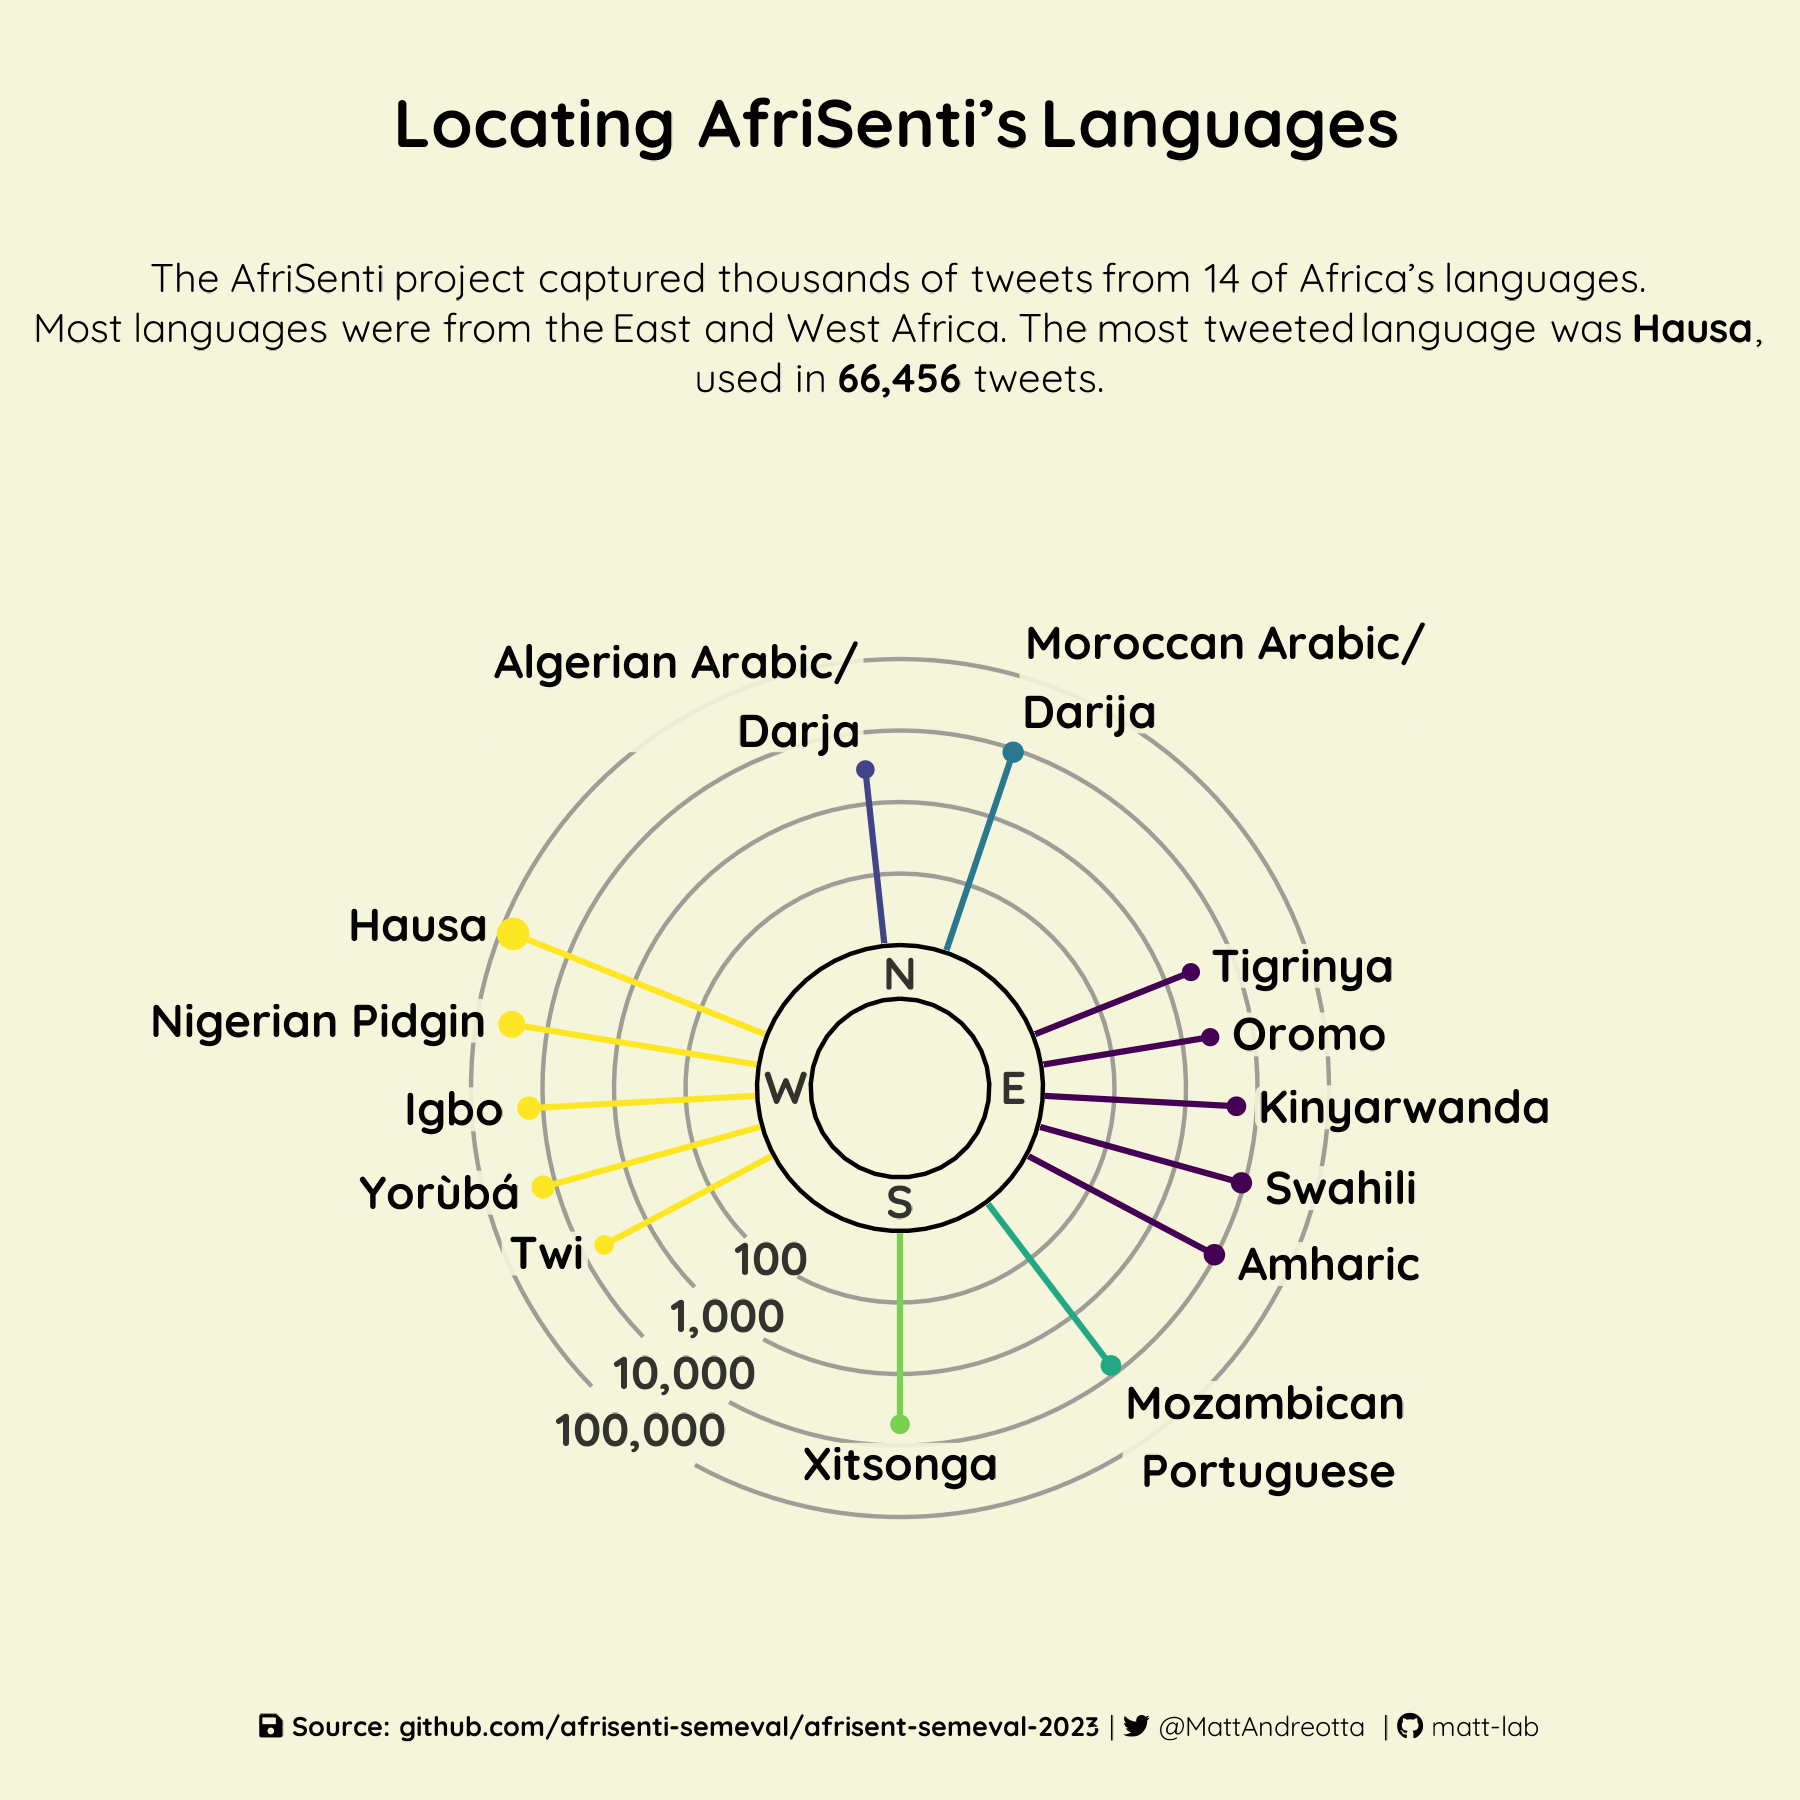 Locating AfriSenti’s Languages
The AfriSenti project captured thousands of tweets from 14 of Africa’s languages.
Most languages were from the East and West Africa. The most tweeted language was Hausa,
used in 66,456 tweets.
Algerian Arabic/
Darja
Moroccan Arabic/
Darija
Hausa
Nigerian Pidgin
Igbo
Yorùbá
Twi
N
W
E
S
Tigrinya
Oromo
Kinyarwanda
Swahili
Amharic
100
1,000
10,000
100,000
Xitsonga
Mozambican
Portuguese
Source: github.com/afrisenti-semeval/afrisent-semeval-2023 | @MattAndreotta | matt-lab